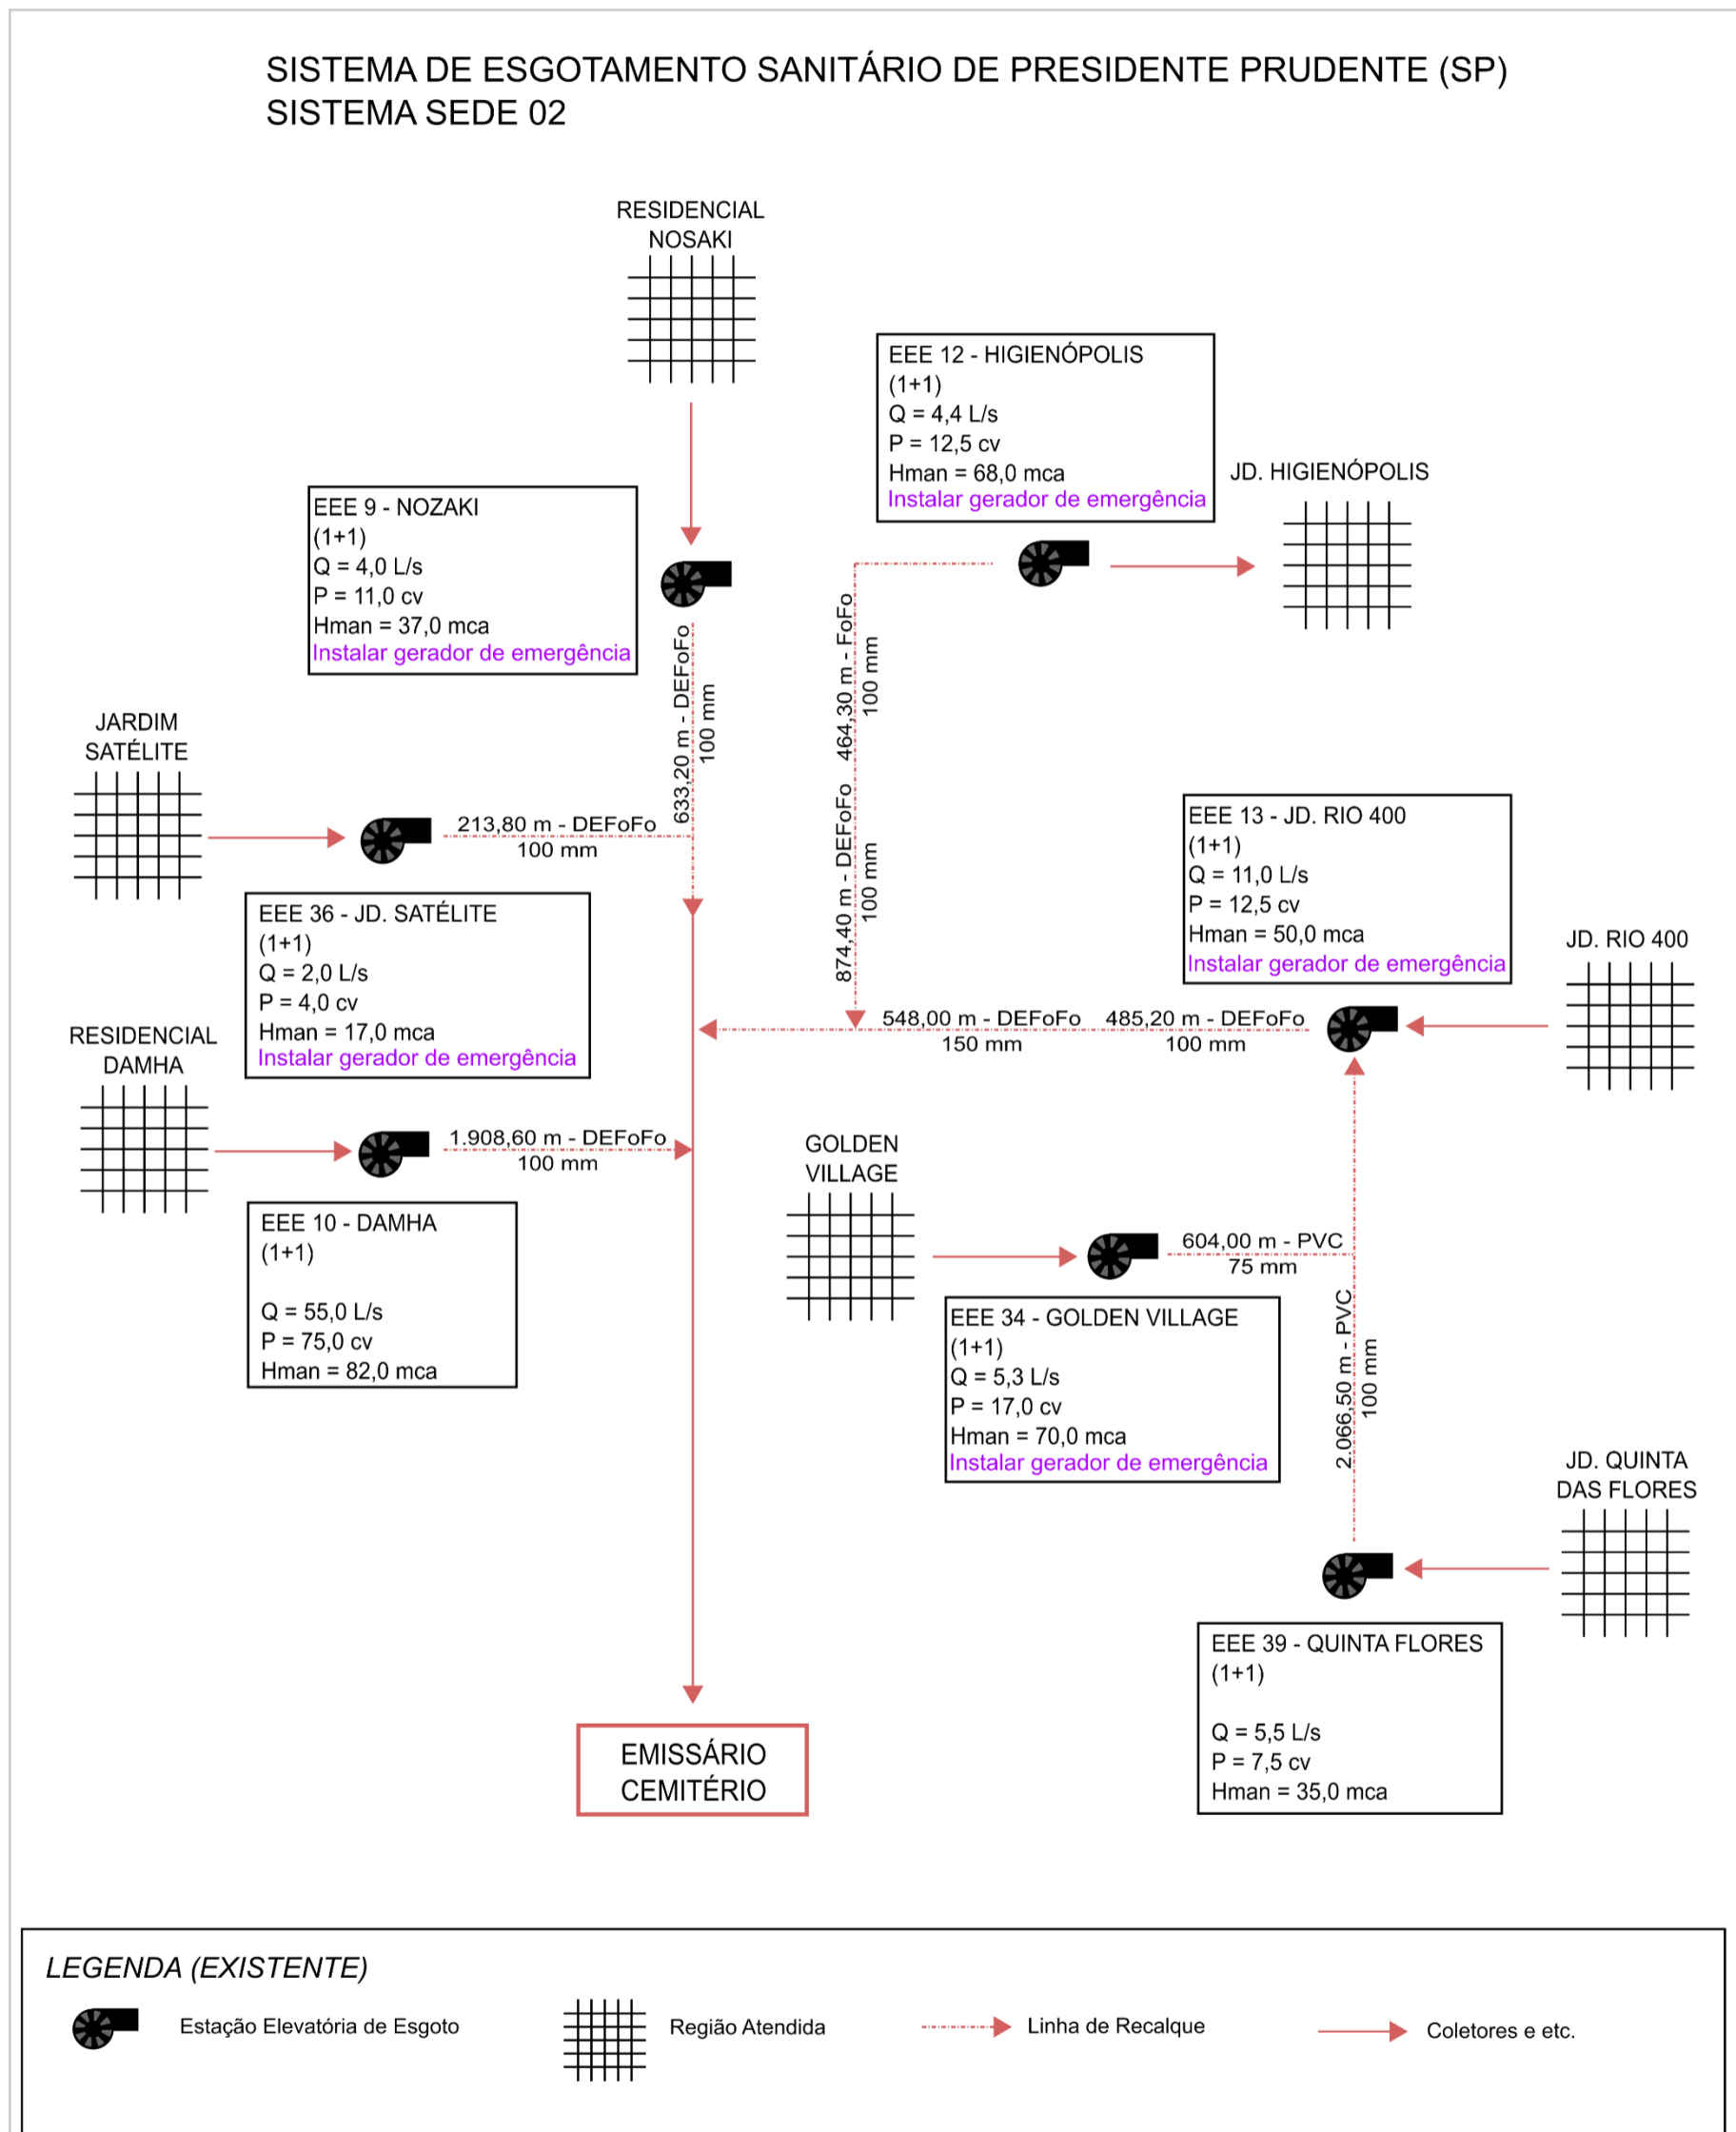 SISTEMA DE ESGOTAMENTO SANITÁRIO DE PRESIDENTE PRUDENTE (SP)
SISTEMA SEDE 02
RESIDENCIAL
NOSAKI
EEE 12 - HIGIENÓPOLIS
(1+1)
Q = 4,4 L/s
P = 12,5 cv
Hman = 68,0 mca
Instalar gerador de emergência
JD. HIGIENÓPOLIS
EEE 9 - NOZAKI
(1+1)
Q = 4,0 L/s
P = 11,0 cv
Hman = 37,0 mca
Instalar gerador de emergência
633,20 m - DEFoFo
100 mm
464,30 m - FoFo
100 mm
874,40 m - DEFoFo
100 mm
JARDIM
SATÉLITE
213,80 m - DEFoFo
100 mm
EEE 36 - JD. SATÉLITE
(1+1)
Q = 2,0 L/s
P = 4,0 cv
Hman = 17,0 mca
Instalar gerador de emergência
EEE 13 - JD. RIO 400
(1+1)
Q = 11,0 L/s
P = 12,5 cv
Hman = 50,0 mca
Instalar gerador de emergência
JD. RIO 400
548,00 m - DEFoFo
150 mm
485,20 m - DEFoFo
100 mm
RESIDENCIAL
DAMHA
1.908,60 m - DEFoFo
100 mm
EEE 10 - DAMHA
(1+1)
Q = 55,0 L/s
P = 75,0 cv
Hman = 82,0 mca
GOLDEN
VILLAGE
604,00 m - PVC
75 mm
EEE 34 - GOLDEN VILLAGE
(1+1)
Q = 5,3 L/s
P = 17,0 cv
Hman = 70,0 mca
Instalar gerador de emergência
2.066,50 m - PVC
100 mm
JD. QUINTA
DAS FLORES
EEE 39 - QUINTA FLORES
(1+1)
Q = 5,5 L/s
P = 7,5 cv
Hman = 35,0 mca
EMISSÁRIO
CEMITÉRIO
LEGENDA (EXISTENTE)
Estação Elevatória de Esgoto
Região Atendida
Linha de Recalque
Coletores e etc.